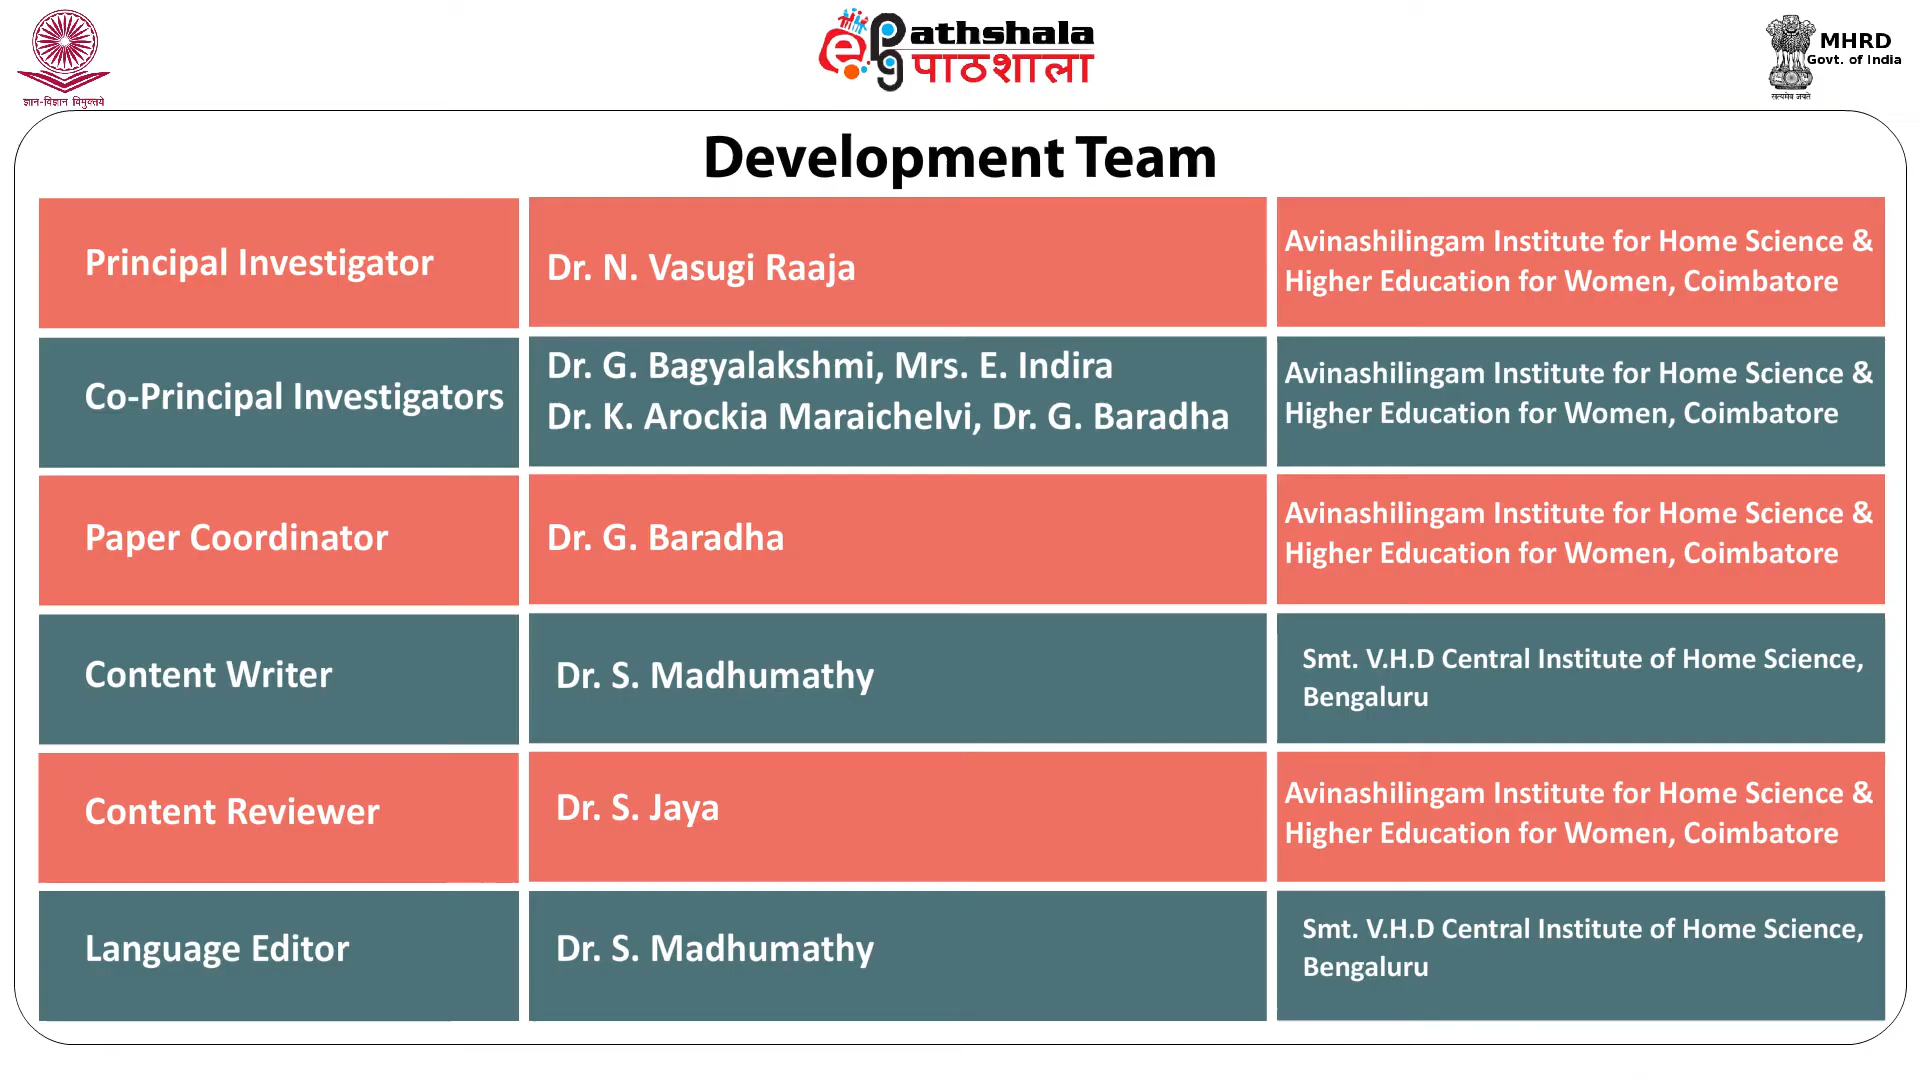 ज्ञान-विज्ञान विमुक्तये
e PG Pathshala
पाठशाला
MHRD
Govt. of India
सत्यमेव जयते
Development Team
Principal Investigator
Dr. N. Vasugi Raaja
Avinashilingam Institute for Home Science &
Higher Education for Women, Coimbatore
Co-Principal Investigators
Dr. G. Bagyalakshmi, Mrs. E. Indira
Dr. K. Arockia Maraichelvi, Dr. G. Baradha
Avinashilingam Institute for Home Science &
Higher Education for Women, Coimbatore
Paper Coordinator
Dr. G. Baradha
Avinashilingam Institute for Home Science &
Higher Education for Women, Coimbatore
Content Writer
Dr. S. Madhumathy
Smt. V.H.D Central Institute of Home Science,
Bengaluru
Content Reviewer
Dr. S. Jaya
Avinashilingam Institute for Home Science &
Higher Education for Women, Coimbatore
Language Editor
Dr. S. Madhumathy
Smt. V.H.D Central Institute of Home Science,
Bengaluru